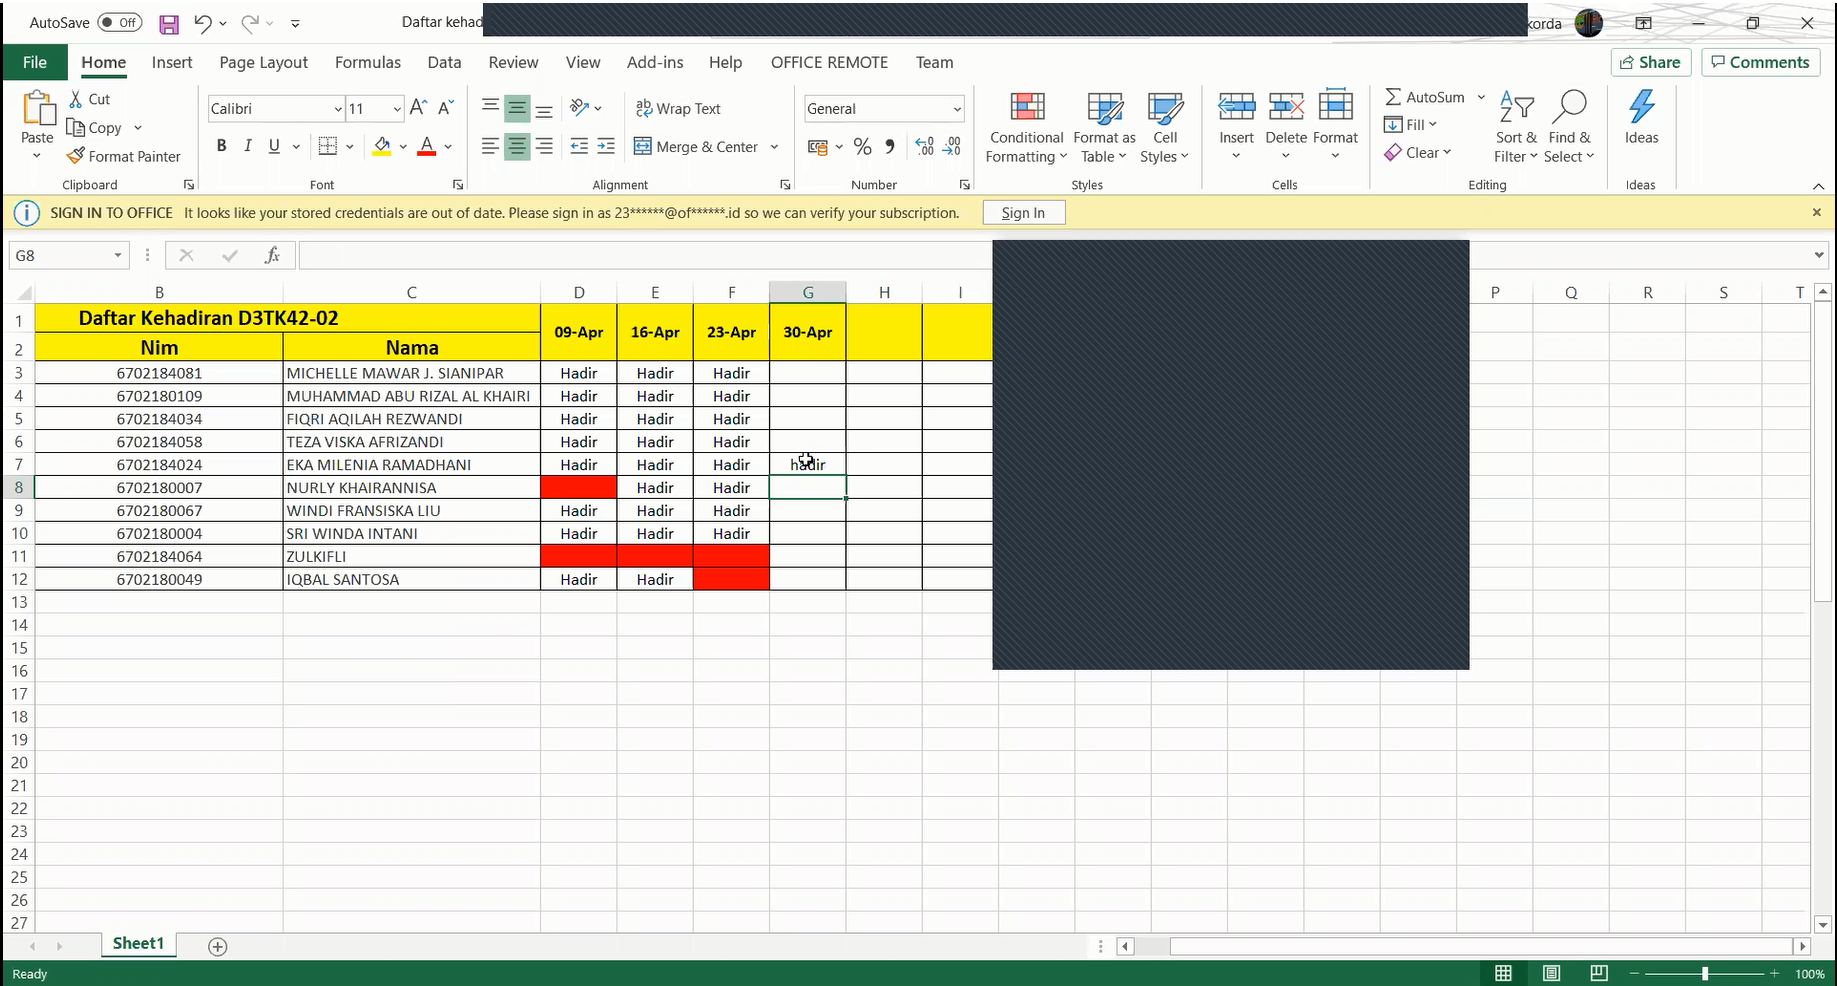 AutoSave Off Daftar kehad korda
File Home Insert Page Layout Formulas Data Review View Add-ins Help OFFICE REMOTE Team Share Comments
Paste Cut Copy Format Painter
Clipboard
Calibri 11 A A
B I U A
Font
Wrap Text
Merge & Center
Alignment
General
%
Number
Conditional Formatting Format as Table Cell Styles
Styles
Insert Delete Format
Cells
AutoSum Fill Clear Sort & Filter Find & Select
Editing
Ideas
Ideas
SIGN IN TO OFFICE It looks like your stored credentials are out of date. Please sign in as 23******@of******.id so we can verify your subscription. Sign In
G8 fx
B C D E F G H I P Q R S T
1 Daftar Kehadiran D3TK42-02 09-Apr 16-Apr 23-Apr 30-Apr
2 Nim Nama
3 6702184081 MICHELLE MAWAR J. SIANIPAR Hadir Hadir Hadir
4 6702180109 MUHAMMAD ABU RIZAL AL KHAIRI Hadir Hadir Hadir
5 6702184034 FIQRI AQILAH REZWANDI Hadir Hadir Hadir
6 6702184058 TEZA VISKA AFRIZANDI Hadir Hadir Hadir
7 6702184024 EKA MILENIA RAMADHANI Hadir Hadir Hadir hadir
8 6702180007 NURLY KHAIRANNISA Hadir Hadir
9 6702180067 WINDI FRANSISKA LIU Hadir Hadir Hadir
10 6702180004 SRI WINDA INTANI Hadir Hadir Hadir
11 6702184064 ZULKIFLI
12 6702180049 IQBAL SANTOSA Hadir Hadir
13
14
15
16
17
18
19
20
21
22
23
24
25
26
27
Sheet1
Ready 100%